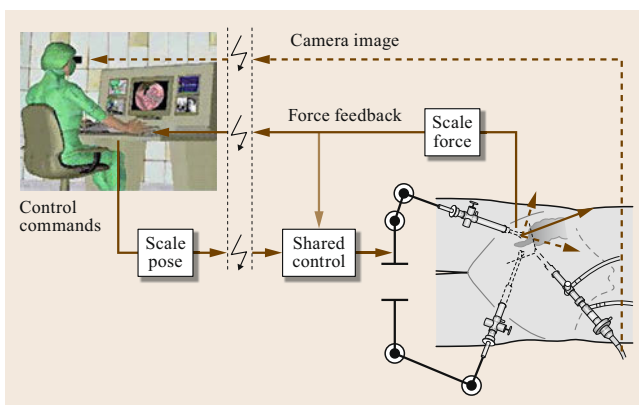 Camera image
Force feedback
Scale
force
Control
commands
Scale
pose
Shared
control